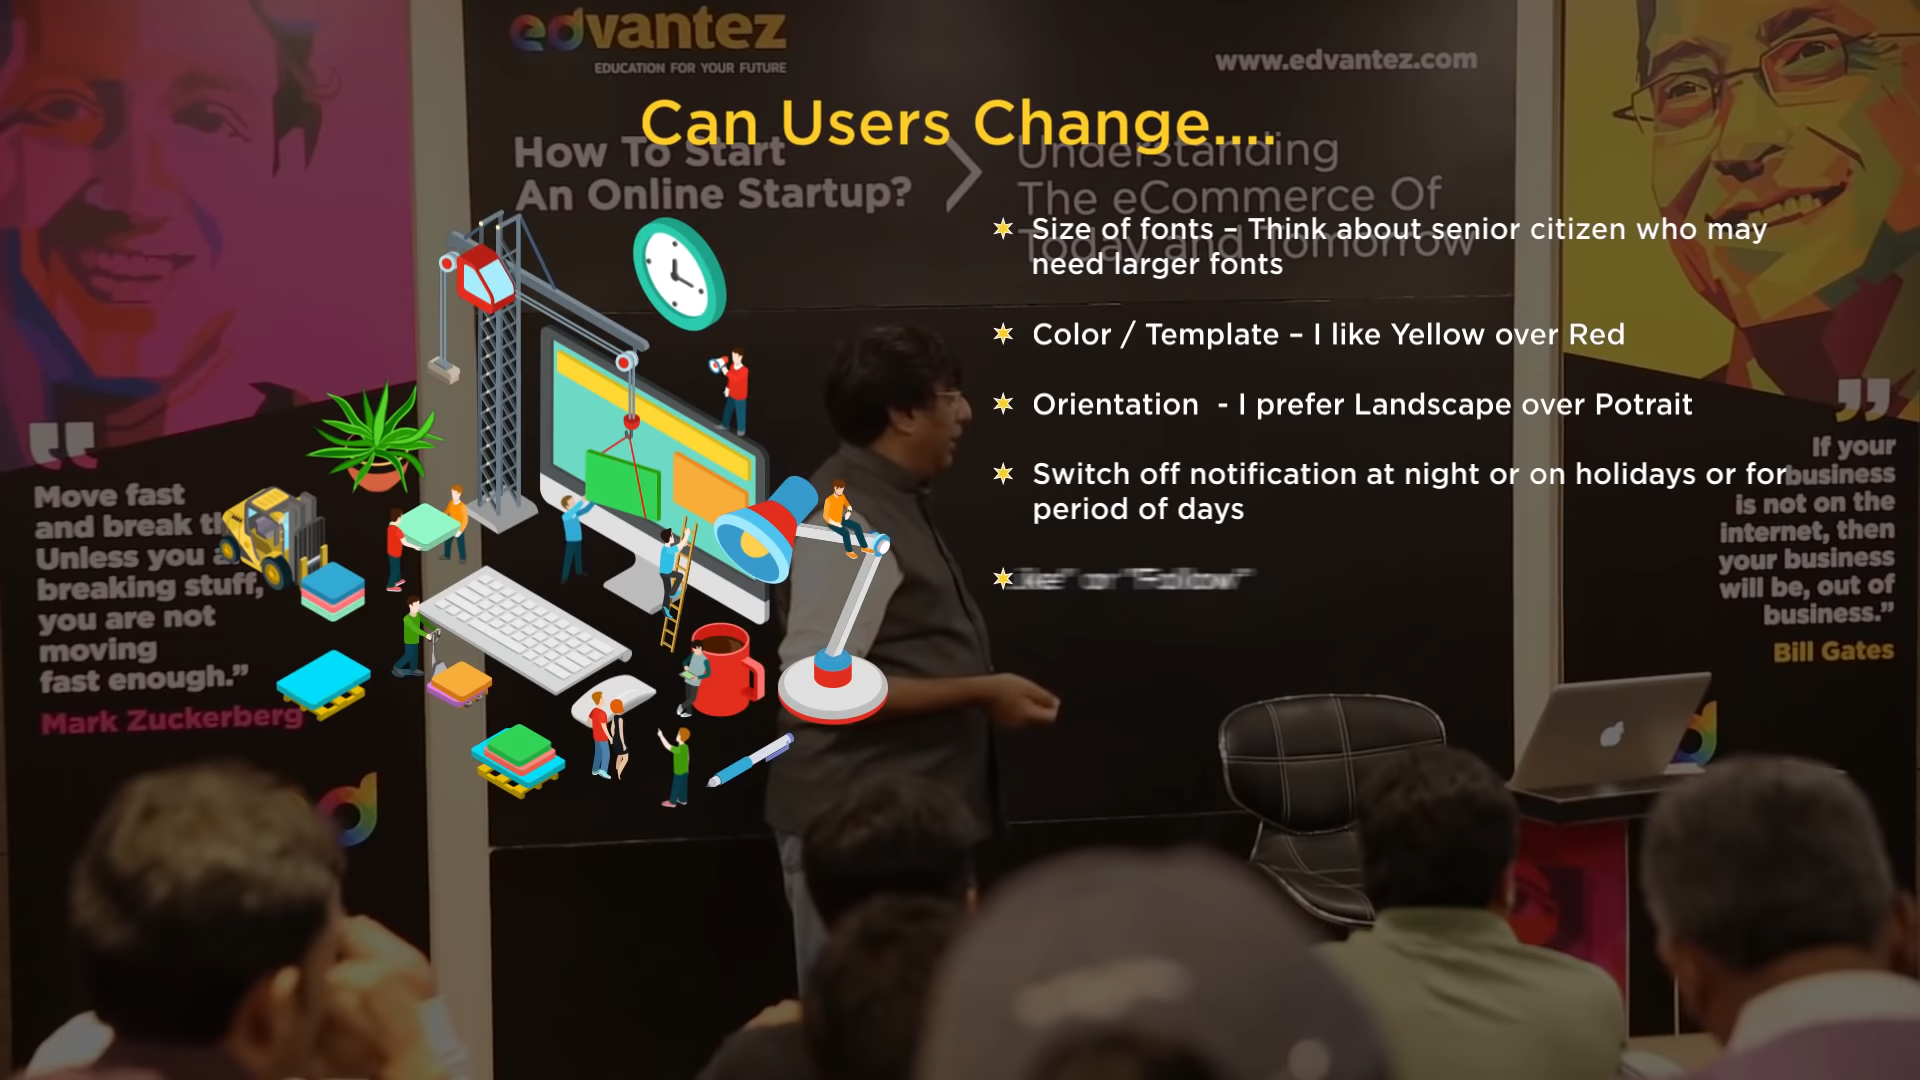 edvantez
EDUCATION FOR YOUR FUTURE
www.edvantez.com
Can Users Change....
How To Start
An Online Startup?
Understanding
The eCommerce Of
Today and Tomorrow
Size of fonts – Think about senior citizen who may
need larger fonts
Color / Template – I like Yellow over Red
Orientation - I prefer Landscape over Potrait
Switch off notification at night or on holidays or for
period of days
or "Follow"
Move fast
and break
Unless you
breaking stuff,
you are not
moving
fast enough.”
Mark Zuckerberg
If your
business
is not on the
internet, then
your business
will be, out of
business.”
Bill Gates